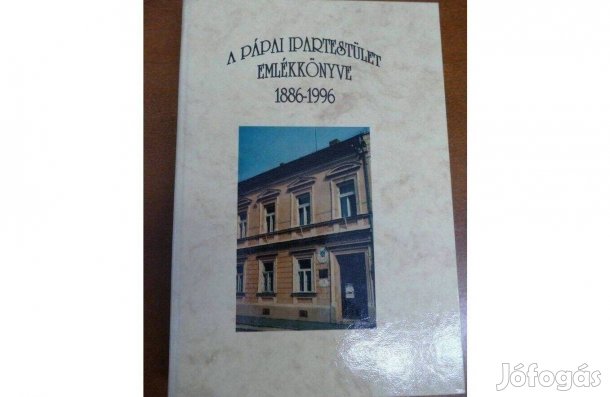 A PÁPAI IPARTESTÜLET
EMLÉKKÖNYVE
1886-1996
Jófogás